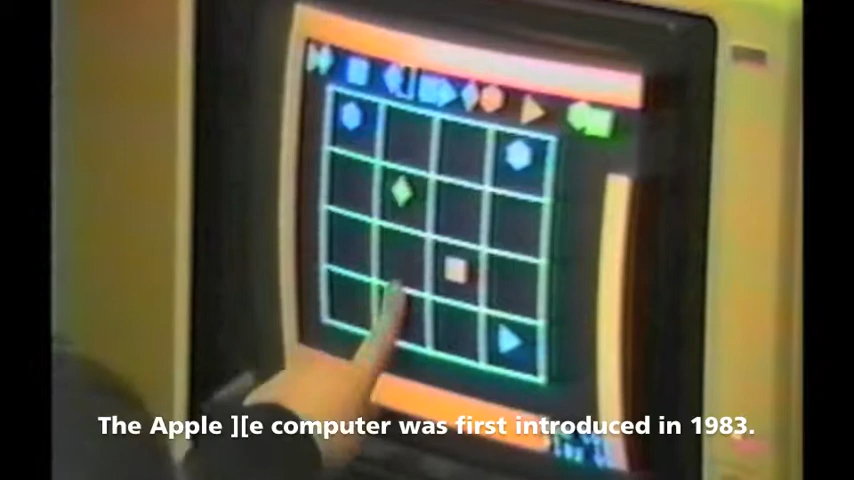 The Apple ][e computer was first introduced in 1983.